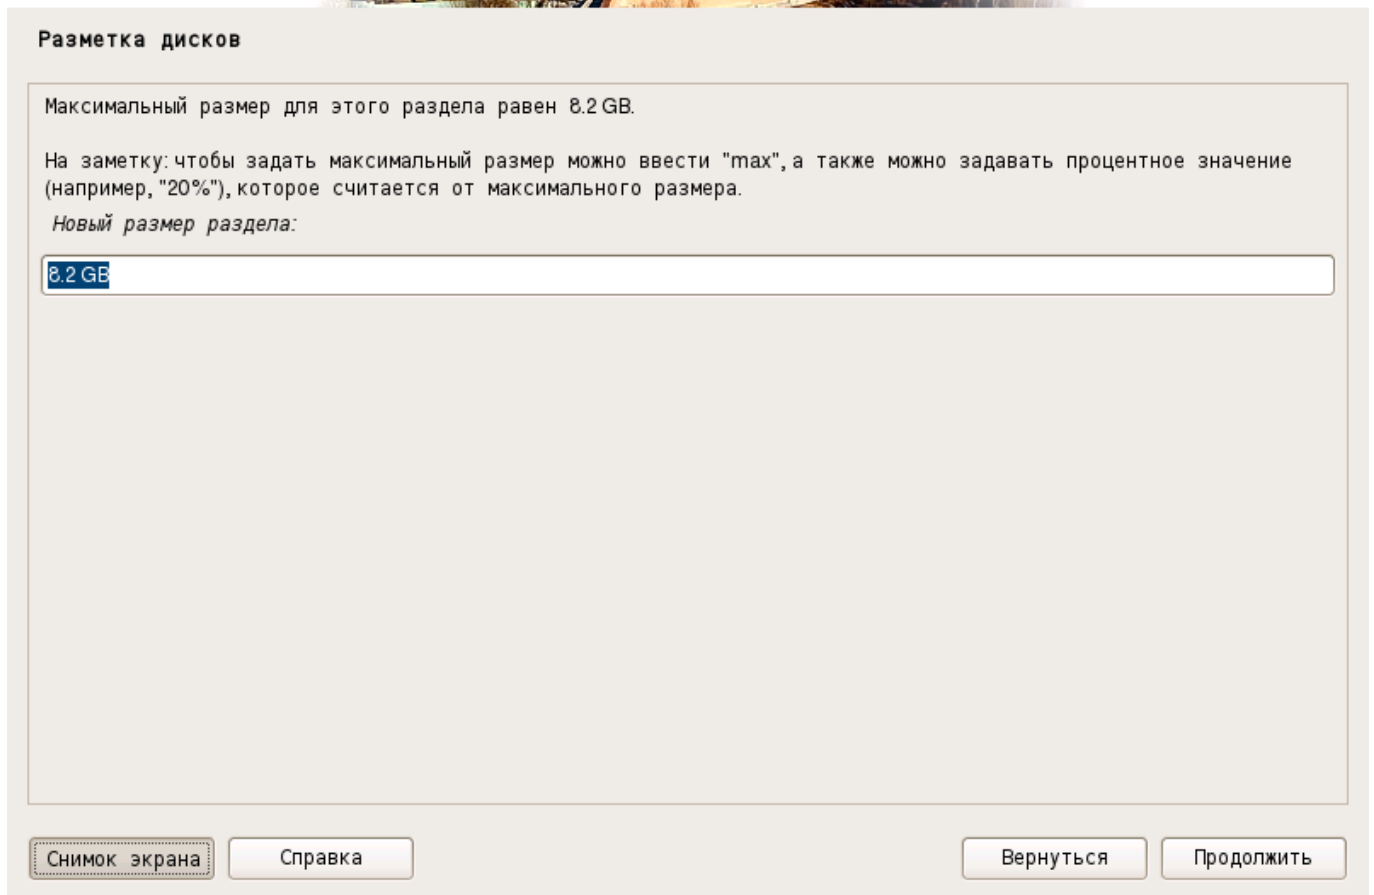 Разметка дисков
Максимальный размер для этого раздела равен 8.2 GB.
На заметку: чтобы задать максимальный размер можно ввести "max", а также можно задавать процентное значение
(например, "20%"), которое считается от максимального размера.
Новый размер раздела:
8.2 GB
Снимок экрана
Справка
Вернуться
Продолжить